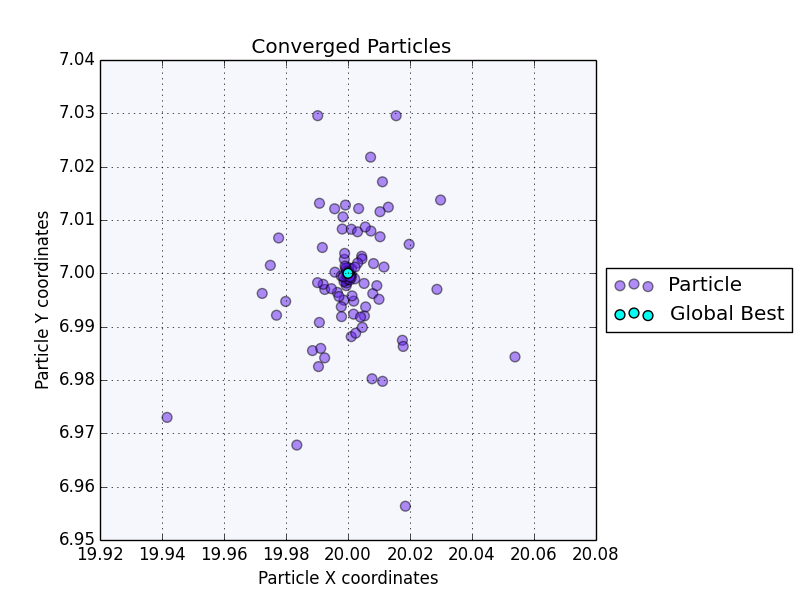 Converged Particles
7.04
7.03
7.02
7.01
7.00
6.99
6.98
6.97
6.96
6.95
Particle Y coordinates
19.92 19.94 19.96 19.98 20.00 20.02 20.04 20.06 20.08
Particle X coordinates
Particle
Global Best